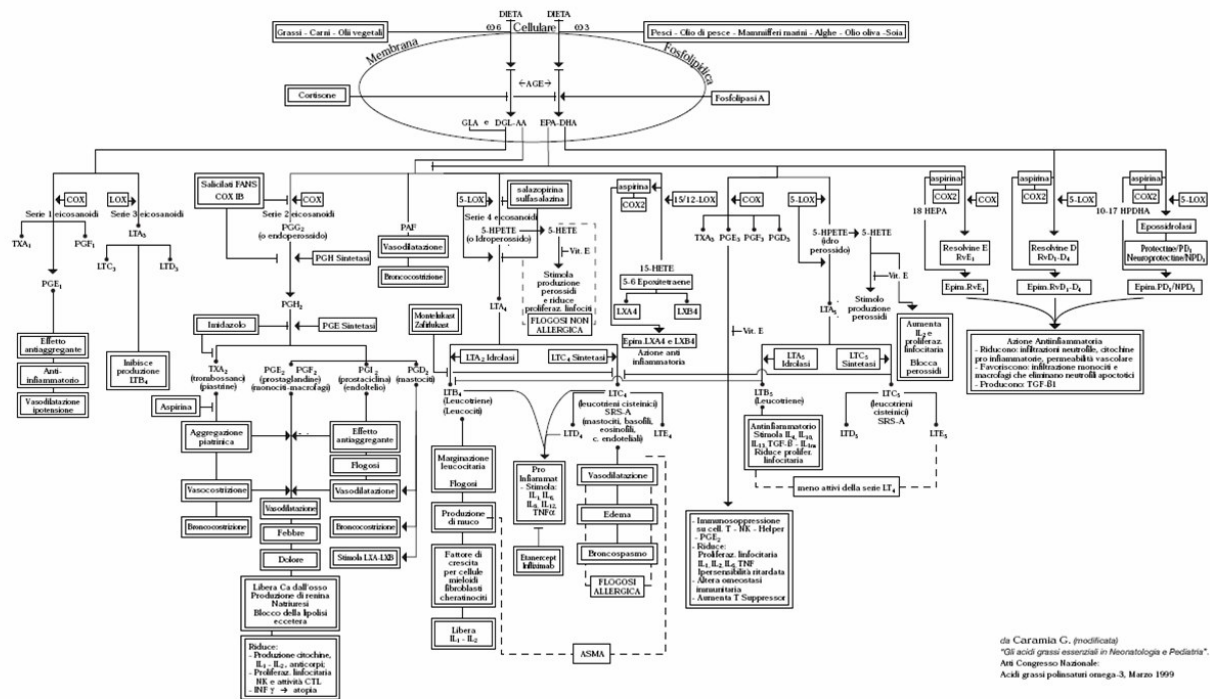 DIETA
DIETA
ω6
Cellulare
ω3
Grassi - Carni - Olii vegetali
Pesci - Olio di pesce - Mammifferi marini - Alghe - Olio oliva -Soia
Membrana
Fosfolipidica
←AGE→
Cortisone
Fosfolipasi A
GLA e DGL-AA
EPA-DHA
COX
LOX
Serie 1 eicosanoidi
Serie 3 eicosanoidi
TXA₁
PGF₁
LTA₃
LTC₃
LTD₃
PGE₁
Effetto
antiaggregante
Anti-
infiammatorio
Vasodilatazione
ipotensione
Inibisce
produzione
LTB₄
Salicilati FANS
COX IB
COX
Serie 2 eicosanoidi
PGG₂
(o endoperossido)
PGH Sintetasi
PGH₂
Imidazolo
PGE Sintetasi
TXA₂
(trombossano)
(piastrine)
PGE₂
PGF₂
(prostaglandine)
(monociti-macrofagi)
PGI₂
(prostaciclina)
(endoltelio)
PGD₂
(mastociti)
Aspirina
Aggregazione
piatrinica
Effetto
antiaggregante
Flogosi
Vasocostrizione
Vasodilatazione
Broncocostrizione
Vasodilatazione
Broncocostrizione
Febbre
Dolore
Stimola LXA-LXB
Libera Ca dall'osso
Produzione di renina
Natriuresi
Blocco della lipolisi
eccetera
Riduce:
- Produzione citochine,
IL₁ - IL₂, anticorpi;
- Proliferaz. linfocitaria
NK e attività CTL
- INF γ → atopia
PAF
Vasodilatazione
Broncocostrizione
5-LOX
salazopirina
sulfasalazina
Serie 4 eicosanoidi
5-HPETE
(o Idroperossido)
5-HETE
Vit. E
Stimola
produzione
perossidi
e riduce
proliferaz. linfociti
FLOGOSI NON
ALLERGICA
LTA₄
Montelukast
Zafirlukast
LTA₂ Idrolasi
LTC₄ Sintetasi
LTB₄
(Leucotriene)
(Leucociti)
LTC₄
(leucotrieni cisteinici)
SRS-A
(mastociti, basofili,
eosinofili,
c. endoteliali)
LTD₄
LTE₄
Marginazione
leucocitaria
Flogosi
Produzione
di muco
Fattore di
crescita
per cellule
mieloidi
fibroblasti
cheratinociti
Libera
IL₁ - IL₂
Pro
Infiammat
- Stimola:
IL₁, IL₆,
IL₈, IL₁₂,
TNFα
Etanercept
Infliximab
Vasodilatazione
Edema
Broncospasmo
FLOGOSI
ALLERGICA
ASMA
aspirina
COX2
15/12-LOX
15-HETE
5-6 Epoxitetraene
LXA4
LXB4
Epim.LXA4 e LXB4
Azione anti
infiammatoria
COX
TXA₃
PGE₃
PGF₃
PGD₃
Vit. E
- Immunosoppressione
su cell. T - NK - Helper
- PGE₂
- Riduce:
Proliferaz. linfocitaria
IL₁, IL₂, IL₆, TNF
Ipersensibilità ritardata
- Altera omeostasi
immunitaria
- Aumenta T Suppressor
5-LOX
5-HPETE
(idro
perossido)
5-HETE
Vit. E
Stimolo
produzione
perossidi
LTA₅
Aumenta
IL₂ e
proliferaz.
linfocitaria
Blocca
perossidi
LTA₅
Idrolasi
LTC₅
Sintetasi
LTB₅
(Leucotriene)
LTC₅
(leucotrieni
cisteinici)
SRS-A
LTD₅
LTE₅
Antinfiammatorio
Stimola IL₄, IL₁₀,
IL₁₃, TGF-ß - IL₁ra
Riduce prolifer.
linfocitaria
meno attivi della serie LT₄
aspirina
COX2
5-LOX
18 HEPA
Resolvine E
RvE₁
Epim.RvE₁
aspirina
COX2
5-LOX
Resolvine D
RvD₁-D₄
Epim.RvD₁-D₄
aspirina
COX2
5-LOX
10-17 HPDHA
Epossidrolasi
Protectine/PD₁
Neuroprotectine/NPD₁
Epim.PD₁/NPD₁
Azione Antiinfiammatoria
- Riducono: infiltrazioni neutrofile, citochine
pro infiammatorie, permeabilità vascolare
- Favoriscono: infiltrazione monociti e
macrofagi che eliminano neutrofili apoptotici
- Producono: TGF-ß1
da Caramia G. (modificata)
"Gli acidi grassi essenziali in Neonatologia e Pediatria".
Atti Congresso Nazionale:
Acidi grassi polinsaturi omega-3, Marzo 1999